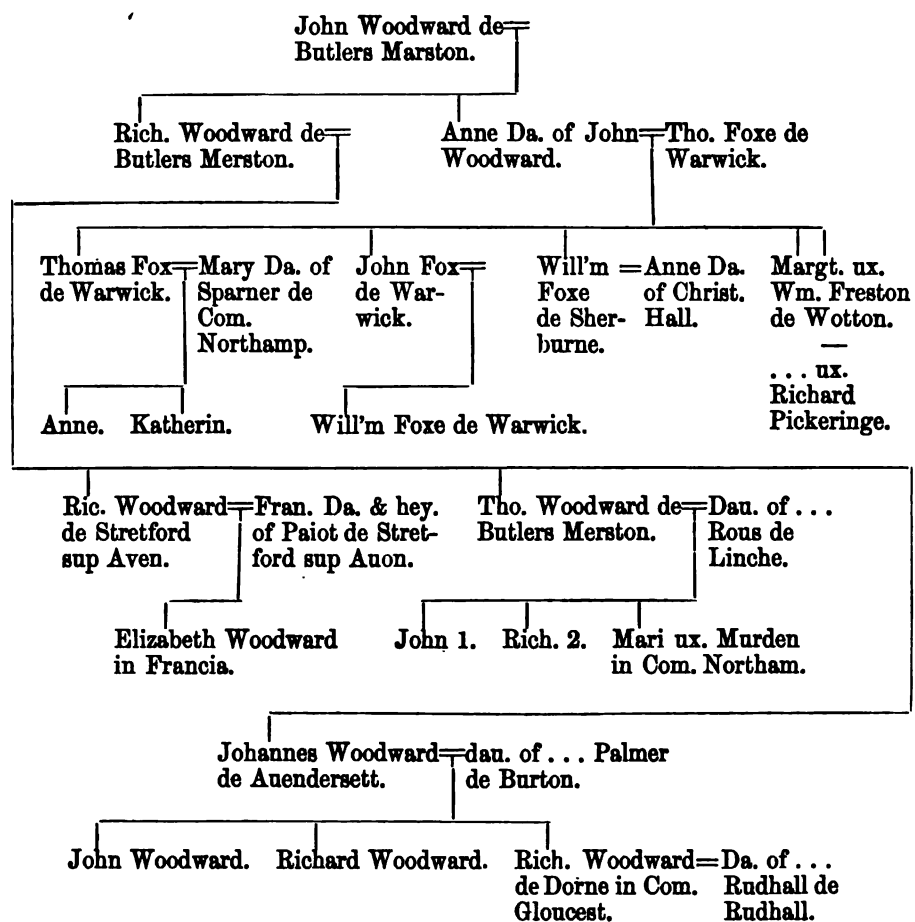 John Woodward de
Butlers Marston.
Rich. Woodward de
Butlers Merston.
Anne Da. of John
Woodward.
Tho. Foxe de
Warwick.
Thomas Fox
de Warwick.
Mary Da. of
Sparner de
Com.
Northamp.
John Fox
de War-
wick.
Will'm
Foxe
de Sher-
burne.
Anne Da.
of Christ.
Hall.
Margt. ux.
Wm. Freston
de Wotton.
—
. . . ux.
Richard
Pickeringe.
Anne.
Katherin.
Will'm Foxe de Warwick.
Ric. Woodward
de Stretford
sup Aven.
Fran. Da. & hey.
of Paiot de Stret-
ford sup Auon.
Tho. Woodward de
Butlers Merston.
Dau. of . . .
Rous de
Linche.
Elizabeth Woodward
in Francia.
John 1.
Rich. 2.
Mari ux. Murden
in Com. Northam.
Johannes Woodward
de Auendersett.
dau. of . . . Palmer
de Burton.
John Woodward.
Richard Woodward.
Rich. Woodward
de Dorne in Com.
Gloucest.
Da. of . . .
Rudhall de
Rudhall.